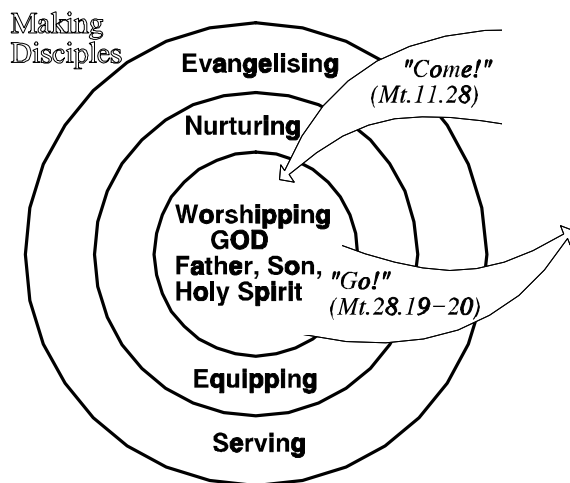 Making
Disciples
Evangelising
"Come!"
(Mt.11.28)
Nurturing
Worshipping
GOD
Father, Son,
Holy Spirit
"Go!"
(Mt.28.19-20)
Equipping
Serving